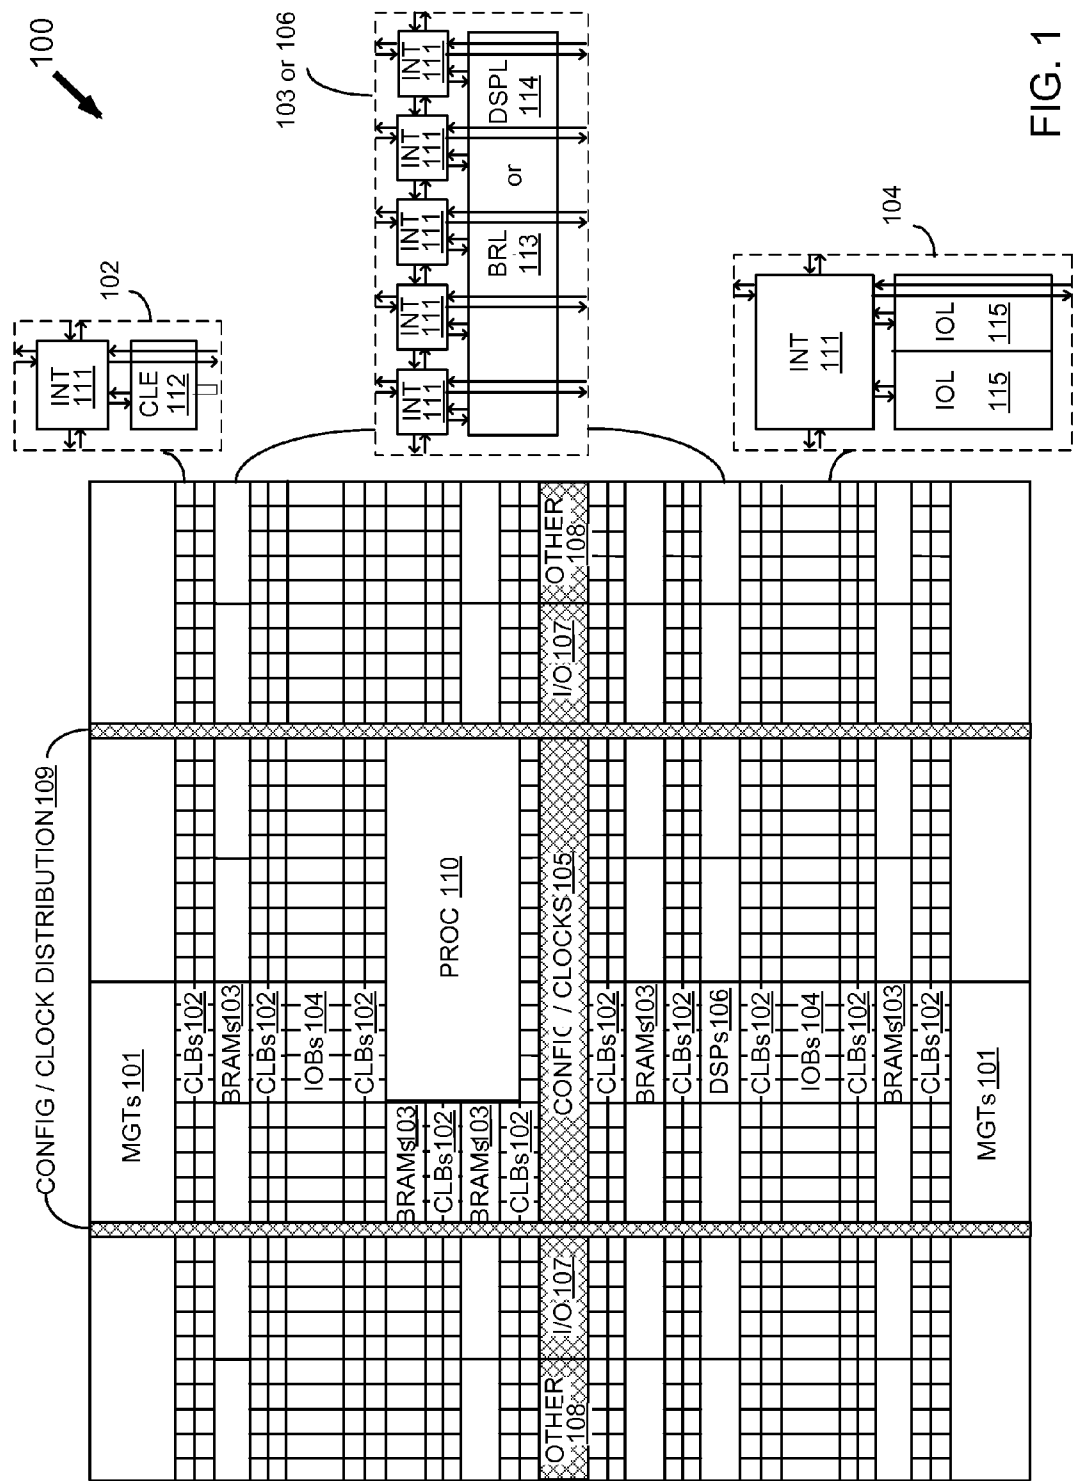 100
CONFIG / CLOCK DISTRIBUTION 109
MGTs 101
CLBs 102
BRAMs 103
CLBs 102
IOBs 104
CLBs 102
BRAMs 103
CLBs 102
BRAMs 103
CLBs 102
PROC 110
OTHER 108
I/O 107
CONFIG / CLOCKS 105
I/O 107
OTHER 108
CLBs 102
BRAMs 103
CLBs 102
DSPs 106
CLBs 102
IOBs 104
CLBs 102
BRAMs 103
CLBs 102
MGTs 101
102
INT 111
CLE 112
103 or 106
INT 111
INT 111
INT 111
INT 111
INT 111
BRL 113
or
DSPL 114
104
INT 111
IOL 115
IOL 115
FIG. 1